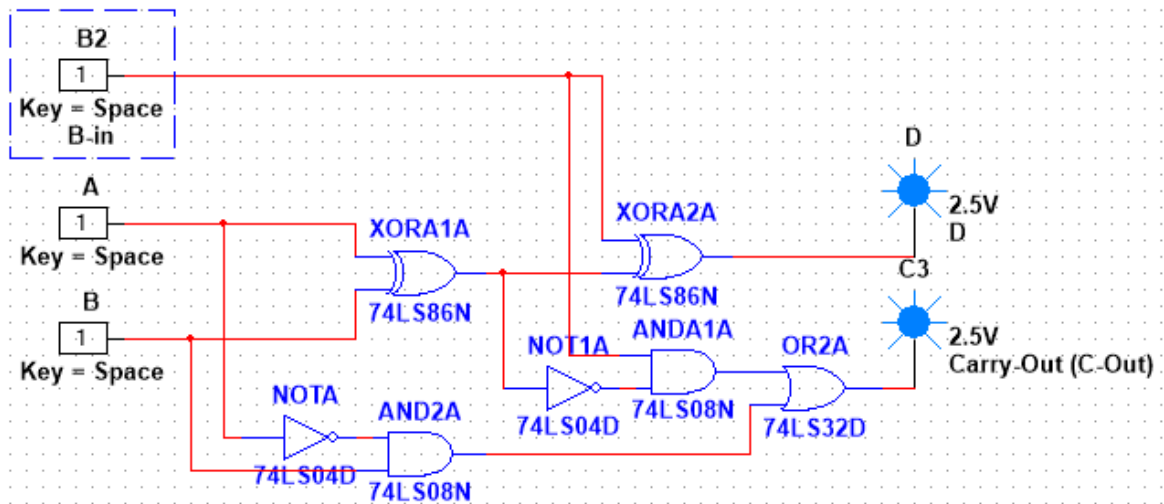 B2
1
Key = Space
B-in
A
1
Key = Space
B
1
Key = Space
XORA1A
74LS86N
XORA2A
74LS86N
D
2.5V
D
C3
2.5V
Carry-Out (C-Out)
NOT1A
74LS04D
ANDA1A
74LS08N
OR2A
74LS32D
NOTA
74LS04D
AND2A
74LS08N